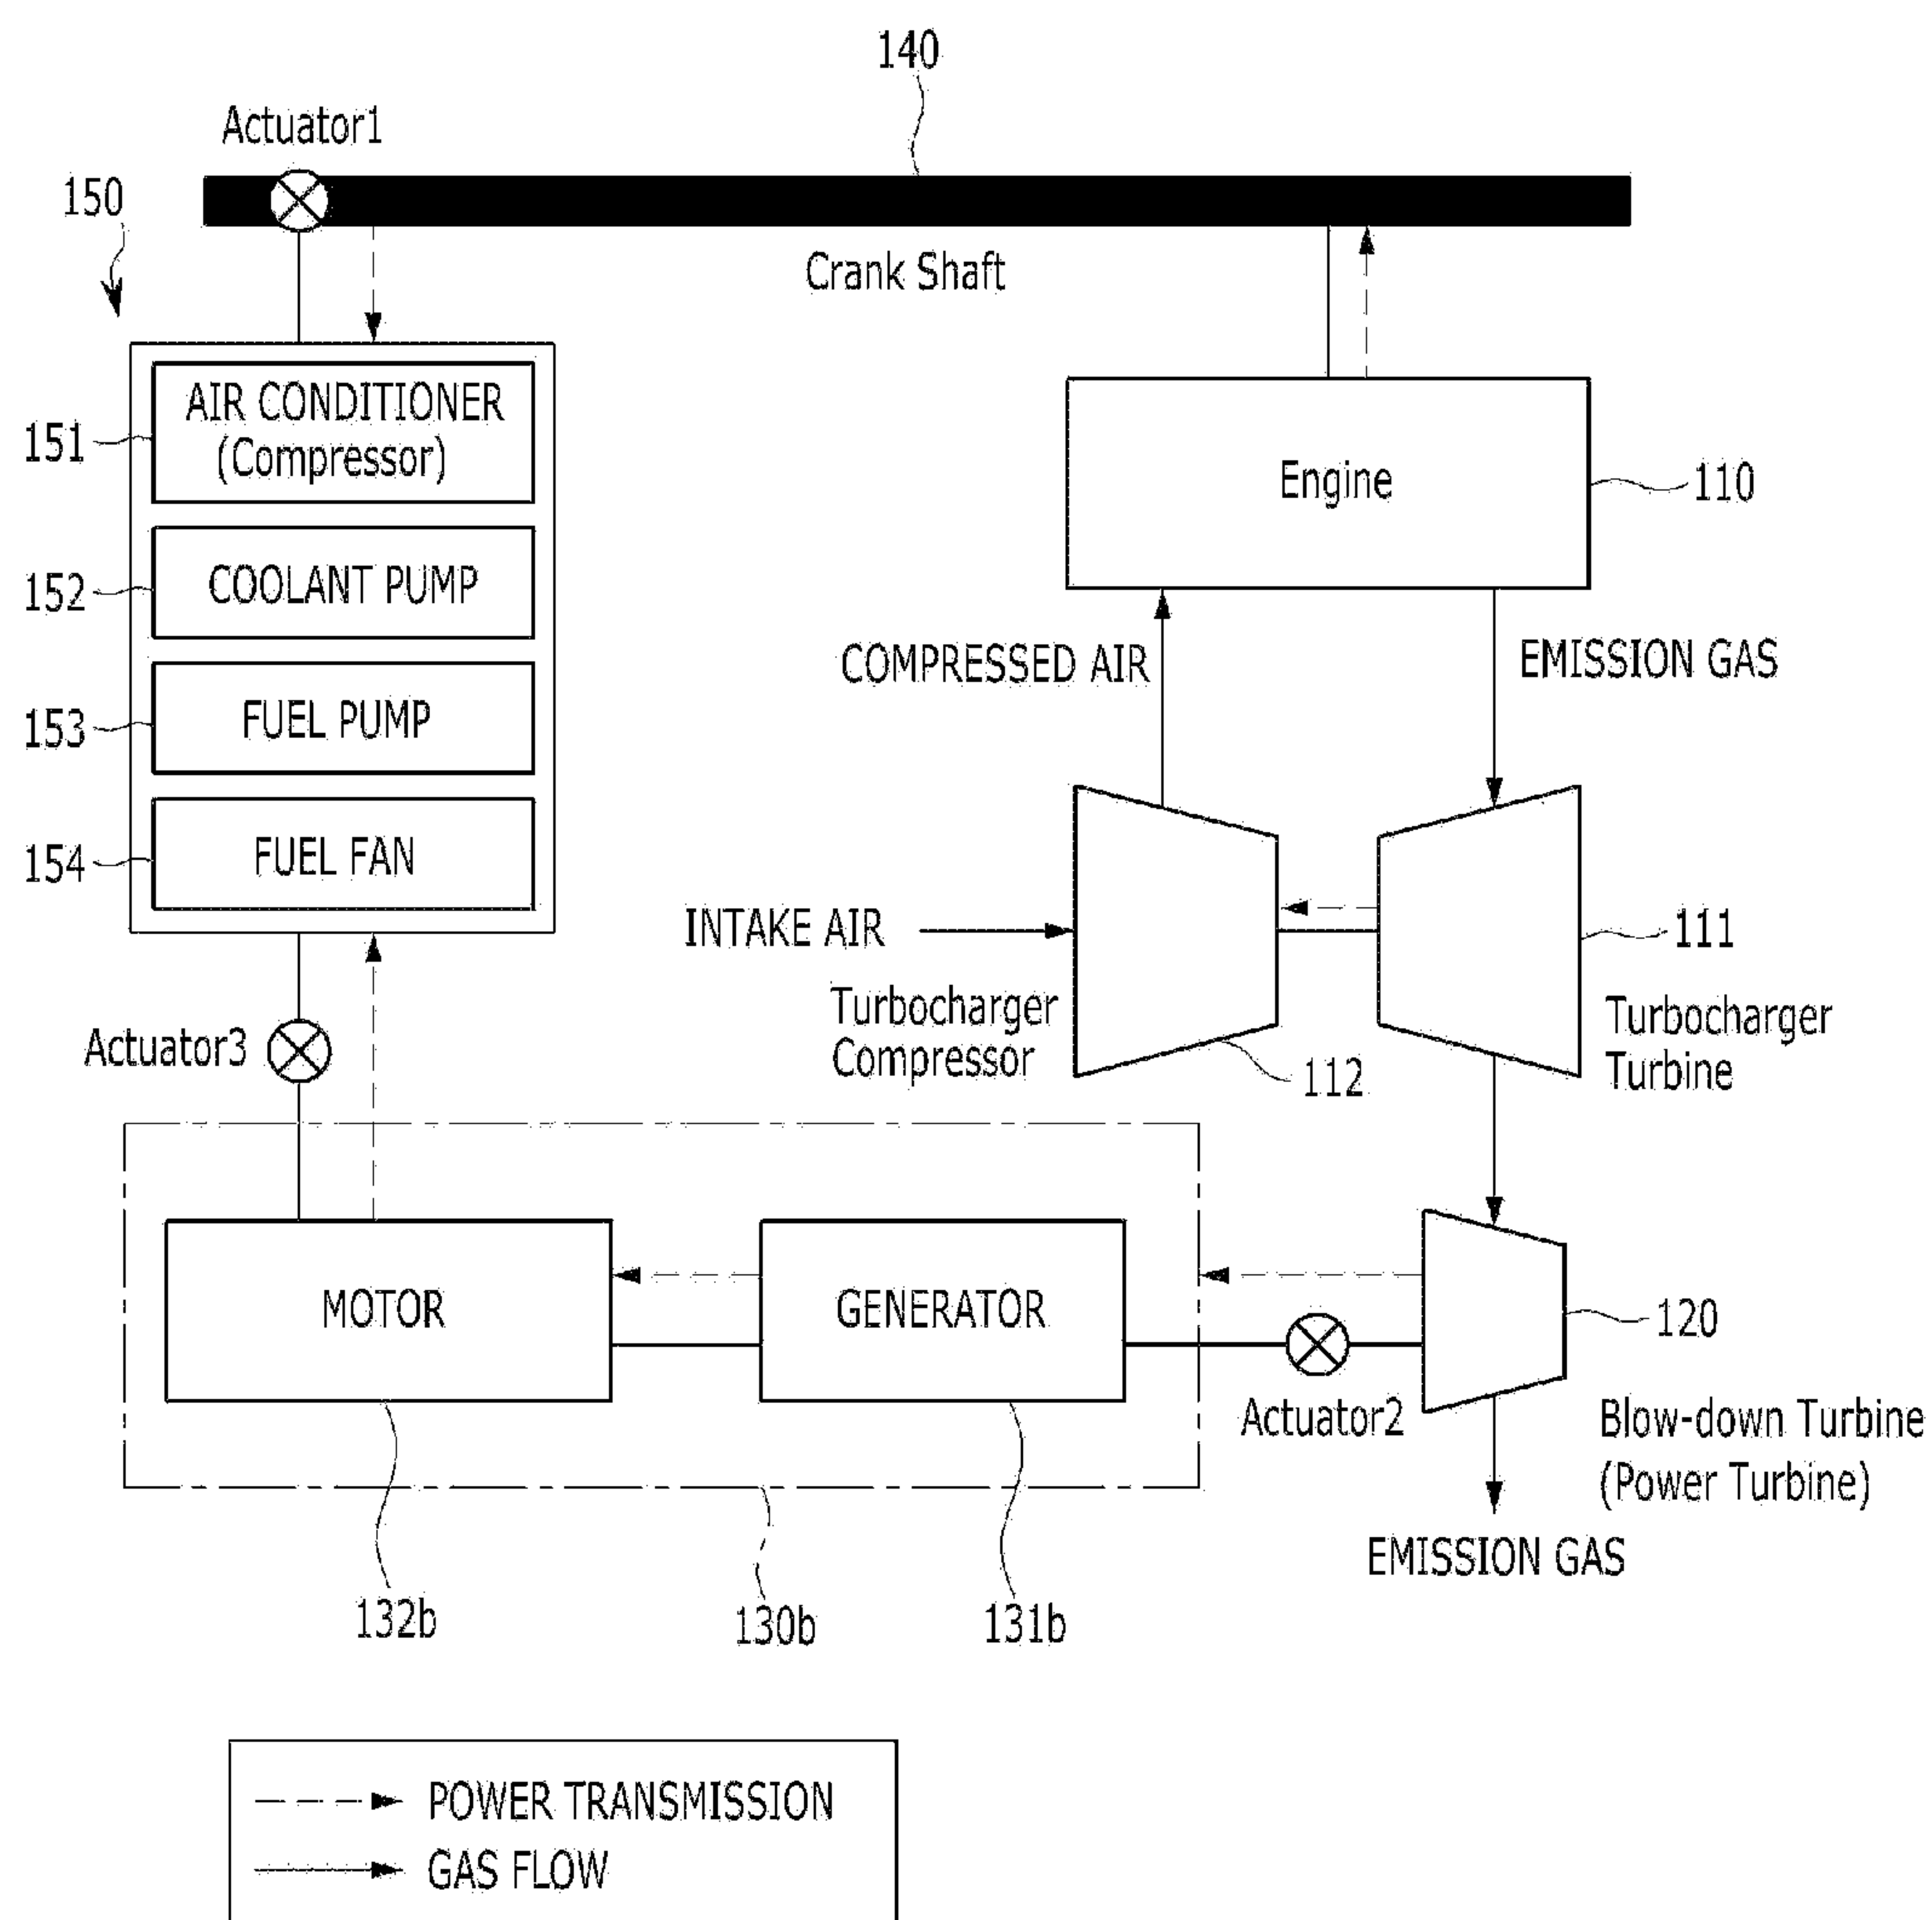 140
Actuator1
150
Crank Shaft
AIR CONDITIONER
(Compressor)
151
Engine
110
COOLANT PUMP
152
COMPRESSED AIR
EMISSION GAS
FUEL PUMP
153
FUEL FAN
154
INTAKE AIR
111
Turbocharger
Compressor
Turbocharger
Turbine
Actuator3
112
MOTOR
GENERATOR
120
Actuator2
Blow-down Turbine
(Power Turbine)
EMISSION GAS
132b
130b
131b
POWER TRANSMISSION
GAS FLOW